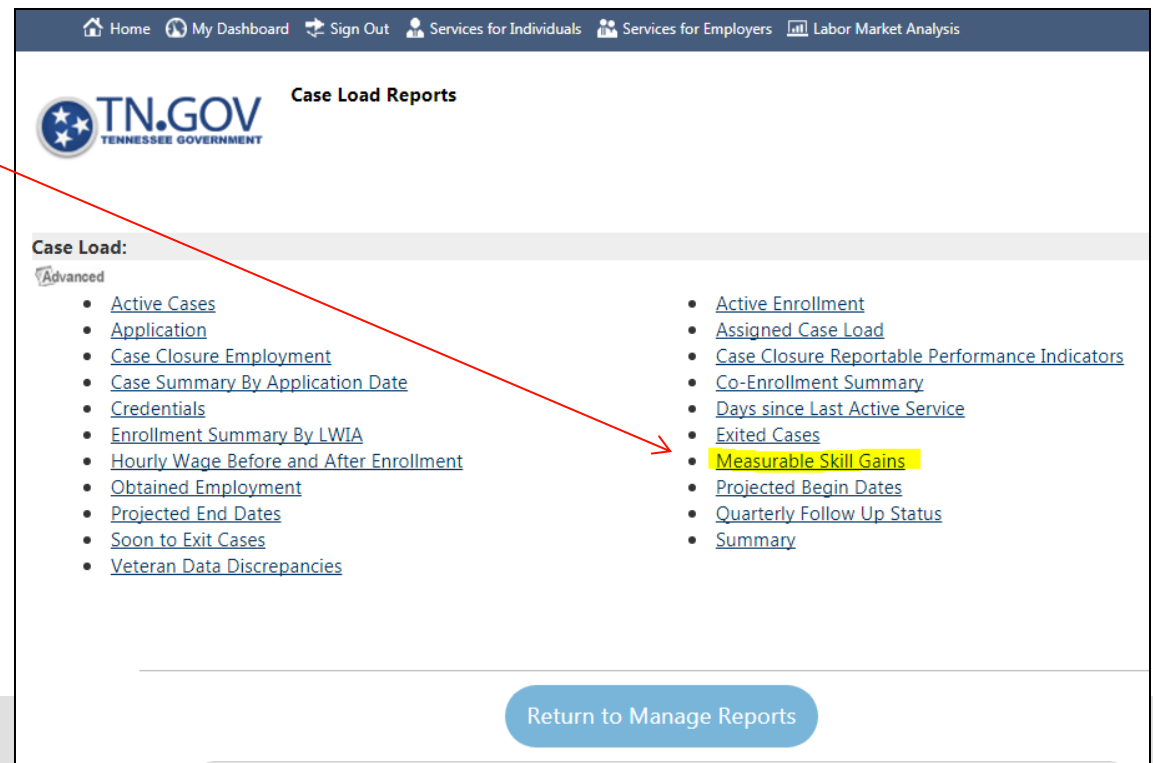 Home My Dashboard Sign Out Services for Individuals Services for Employers Labor Market Analysis
TN.GOV
TENNESSEE GOVERNMENT
Case Load Reports
Case Load:
Advanced
Active Cases
Application
Case Closure Employment
Case Summary By Application Date
Credentials
Enrollment Summary By LWIA
Hourly Wage Before and After Enrollment
Obtained Employment
Projected End Dates
Soon to Exit Cases
Veteran Data Discrepancies
Active Enrollment
Assigned Case Load
Case Closure Reportable Performance Indicators
Co-Enrollment Summary
Days since Last Active Service
Exited Cases
Measurable Skill Gains
Projected Begin Dates
Quarterly Follow Up Status
Summary
Return to Manage Reports